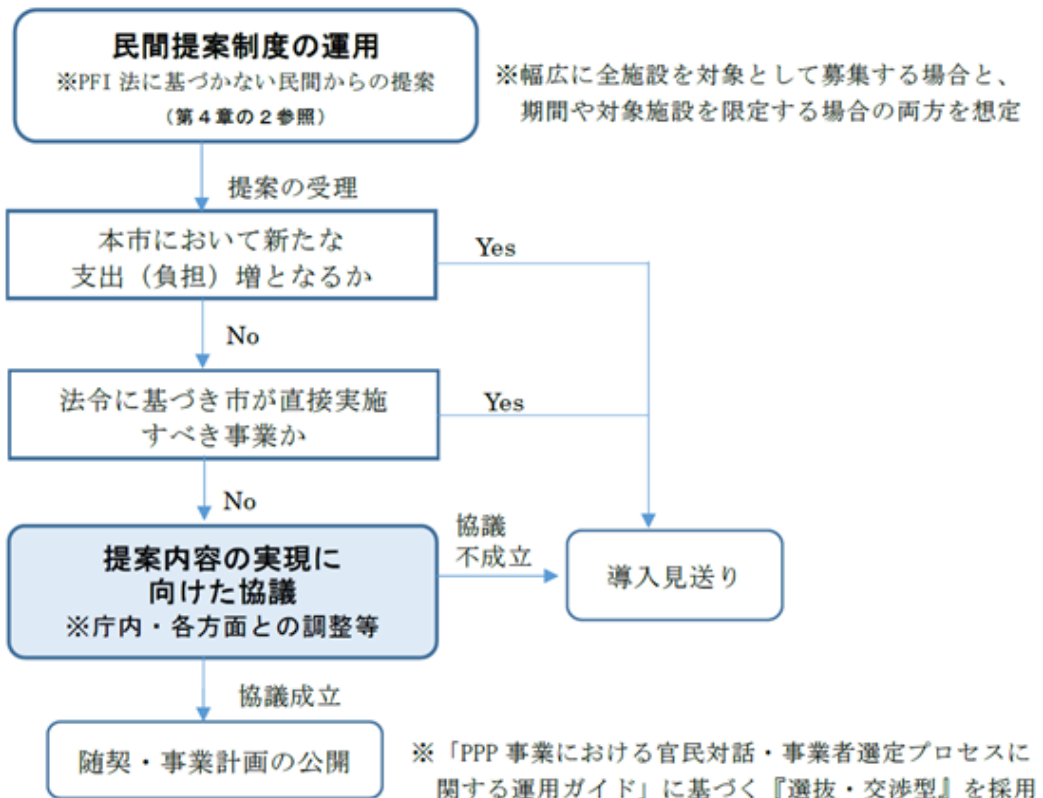 民間提案制度の運用
※PFI 法に基づかない民間からの提案
(第4章の2参照)
※幅広に全施設を対象として募集する場合と、
期間や対象施設を限定する場合の両方を想定
提案の受理
本市において新たな
支出(負担)増となるか
Yes
No
法令に基づき市が直接実施
すべき事業か
Yes
No
提案内容の実現に
向けた協議
※庁内・各方面との調整等
協議
不成立
導入見送り
協議成立
随契・事業計画の公開
※「PPP 事業における官民対話・事業者選定プロセスに
関する運用ガイド」に基づく『選抜・交渉型』を採用